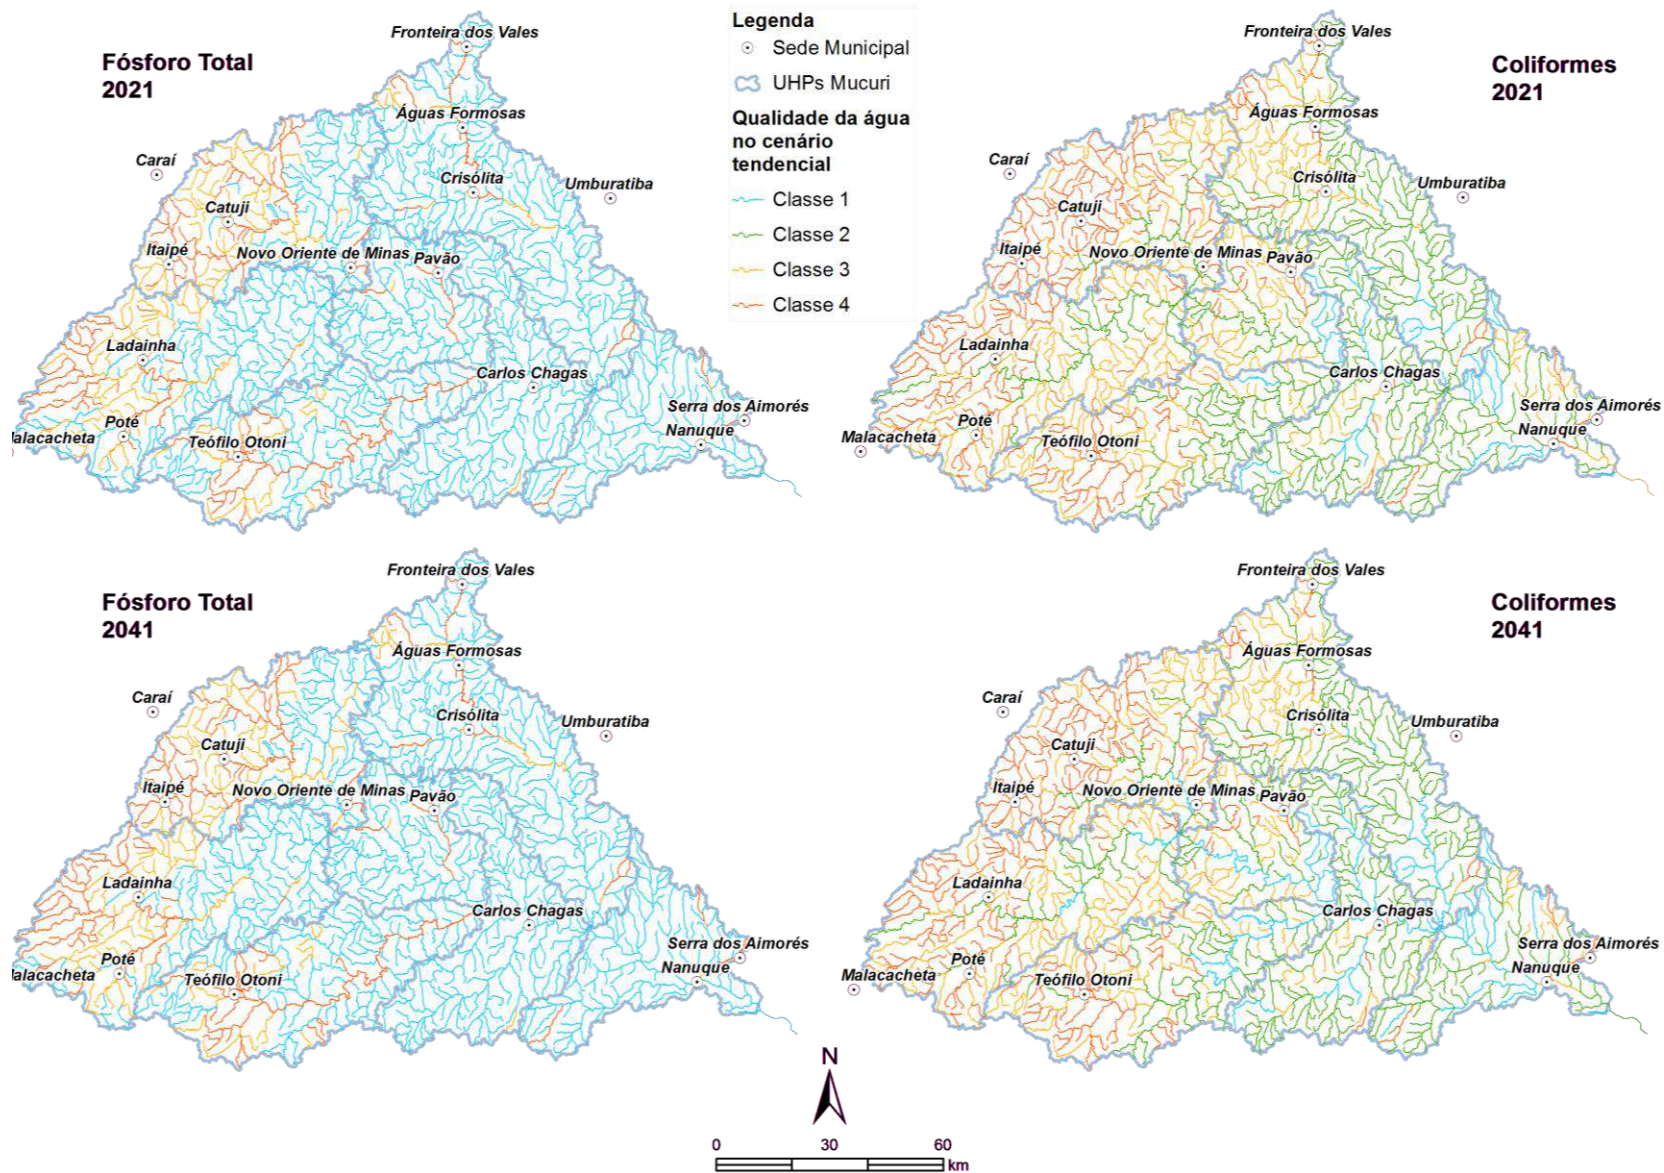 Fósforo Total
2021
Fronteira dos Vales
Águas Formosas
Caraí
Crisólita
Umburatiba
Catuji
Itaipé
Novo Oriente de Minas
Pavão
Ladainha
Carlos Chagas
Poté
Serra dos Aimorés
alacacheta
Teófilo Otoni
Nanuque
Legenda
Sede Municipal
UHPs Mucuri
Qualidade da água
no cenário
tendencial
Classe 1
Classe 2
Classe 3
Classe 4
Coliformes
2021
Fronteira dos Vales
Águas Formosas
Caraí
Crisólita
Umburatiba
Catuji
Itaipé
Novo Oriente de Minas
Pavão
Ladainha
Carlos Chagas
Poté
Serra dos Aimorés
Malacacheta
Teófilo Otoni
Nanuque
Fósforo Total
2041
Fronteira dos Vales
Águas Formosas
Caraí
Crisólita
Umburatiba
Catuji
Itaipé
Novo Oriente de Minas
Pavão
Ladainha
Carlos Chagas
Poté
Serra dos Aimorés
alacacheta
Teófilo Otoni
Nanuque
Coliformes
2041
Fronteira dos Vales
Águas Formosas
Caraí
Crisólita
Umburatiba
Catuji
Itaipé
Novo Oriente de Minas
Pavão
Ladainha
Carlos Chagas
Poté
Serra dos Aimorés
Malacacheta
Teófilo Otoni
Nanuque
N
0 30 60
km